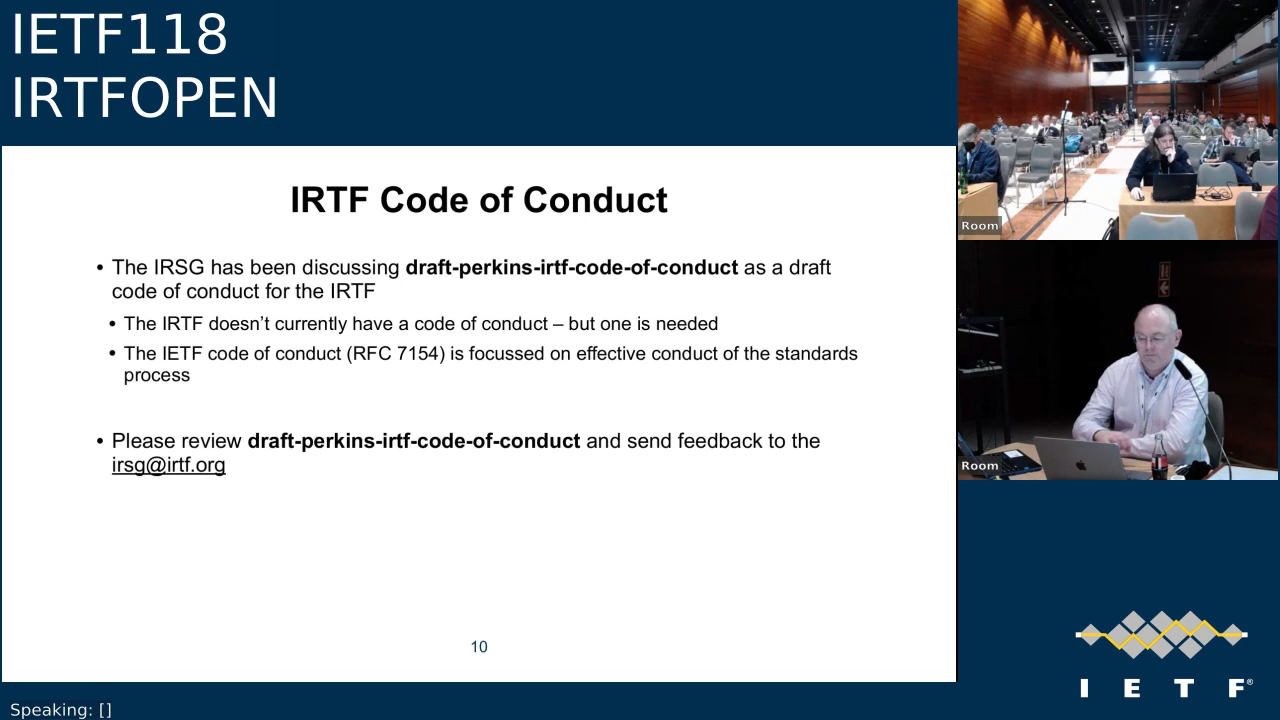 IETF118
IRTFOPEN
IRTF Code of Conduct
• The IRSG has been discussing draft-perkins-irtf-code-of-conduct as a draft
code of conduct for the IRTF
• The IRTF doesn’t currently have a code of conduct – but one is needed
• The IETF code of conduct (RFC 7154) is focussed on effective conduct of the standards
process
• Please review draft-perkins-irtf-code-of-conduct and send feedback to the
irsg@irtf.org
10
Room
Room
I E T F®
Speaking: []